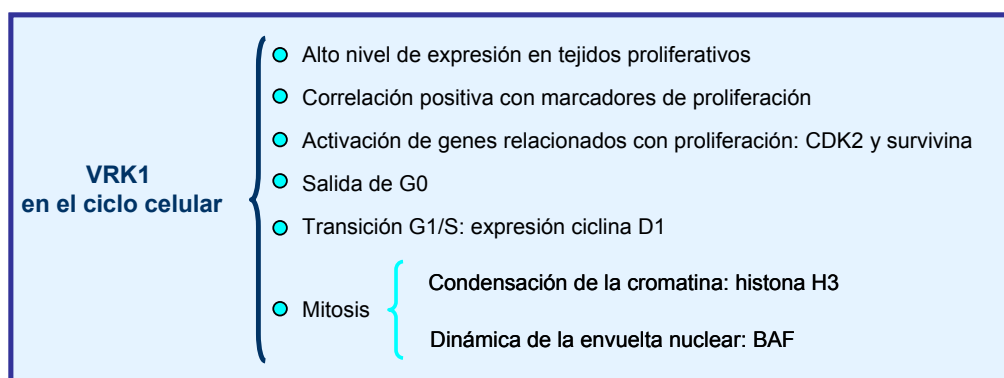 VRK1
en el ciclo celular
Alto nivel de expresión en tejidos proliferativos
Correlación positiva con marcadores de proliferación
Activación de genes relacionados con proliferación: CDK2 y survivina
Salida de G0
Transición G1/S: expresión ciclina D1
Mitosis
Condensación de la cromatina: histona H3
Dinámica de la envuelta nuclear: BAF